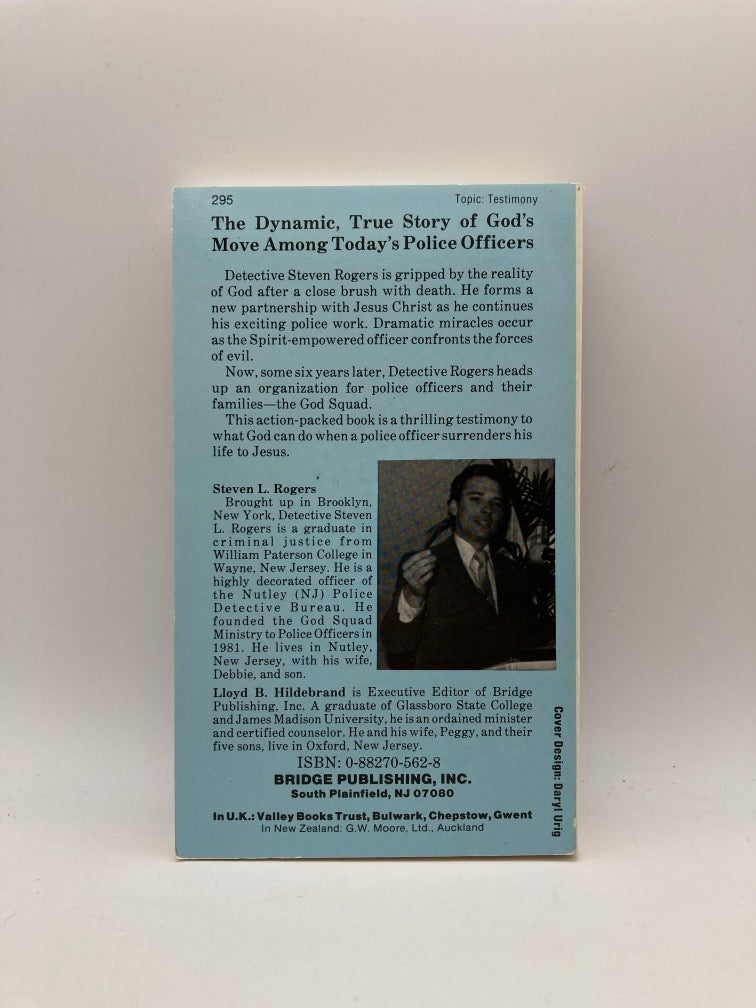 295
Topic: Testimony
The Dynamic, True Story of God's
Move Among Today's Police Officers
Detective Steven Rogers is gripped by the reality
of God after a close brush with death. He forms a
new partnership with Jesus Christ as he continues
his exciting police work. Dramatic miracles occur
as the Spirit-empowered officer confronts the forces
of evil.
Now, some six years later, Detective Rogers heads
up an organization for police officers and their
families—the God Squad.
This action-packed book is a thrilling testimony to
what God can do when a police officer surrenders his
life to Jesus.
Steven L. Rogers
Brought up in Brooklyn,
New York, Detective Steven
L. Rogers is a graduate in
criminal justice from
William Paterson College in
Wayne, New Jersey. He is a
highly decorated officer of
the Nutley (NJ) Police
Detective Bureau. He
founded the God Squad
Ministry to Police Officers in
1981. He lives in Nutley,
New Jersey, with his wife,
Debbie, and son.
Lloyd B. Hildebrand is Executive Editor of Bridge
Publishing, Inc. A graduate of Glassboro State College
and James Madison University, he is an ordained minister
and certified counselor. He and his wife, Peggy, and their
five sons, live in Oxford, New Jersey.
ISBN: 0-88270-562-8
BRIDGE PUBLISHING, INC.
South Plainfield, NJ 07080
In U.K.: Valley Books Trust, Bulwark, Chepstow, Gwent
In New Zealand: G.W. Moore, Ltd., Auckland
Cover Design: Daryl Urig